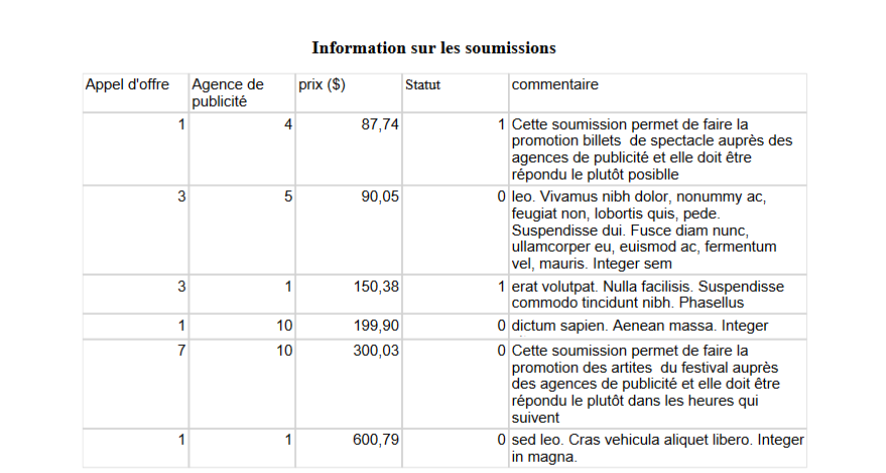 Information sur les soumissions
Appel d'offre Agence de publicité prix ($) Statut commentaire
1 4 87,74 1 Cette soumission permet de faire la
promotion billets  de spectacle auprès des
agences de publicité et elle doit être
répondu le plutôt posiblle
3 5 90,05 0 leo. Vivamus nibh dolor, nonummy ac,
feugiat non, lobortis quis, pede.
Suspendisse dui. Fusce diam nunc,
ullamcorper eu, euismod ac, fermentum
vel, mauris. Integer sem
3 1 150,38 1 erat volutpat. Nulla facilisis. Suspendisse
commodo tincidunt nibh. Phasellus
1 10 199,90 0 dictum sapien. Aenean massa. Integer
7 10 300,03 0 Cette soumission permet de faire la
promotion des artites  du festival auprès
des agences de publicité et elle doit être
répondu le plutôt dans les heures qui
suivent
1 1 600,79 0 sed leo. Cras vehicula aliquet libero. Integer
in magna.